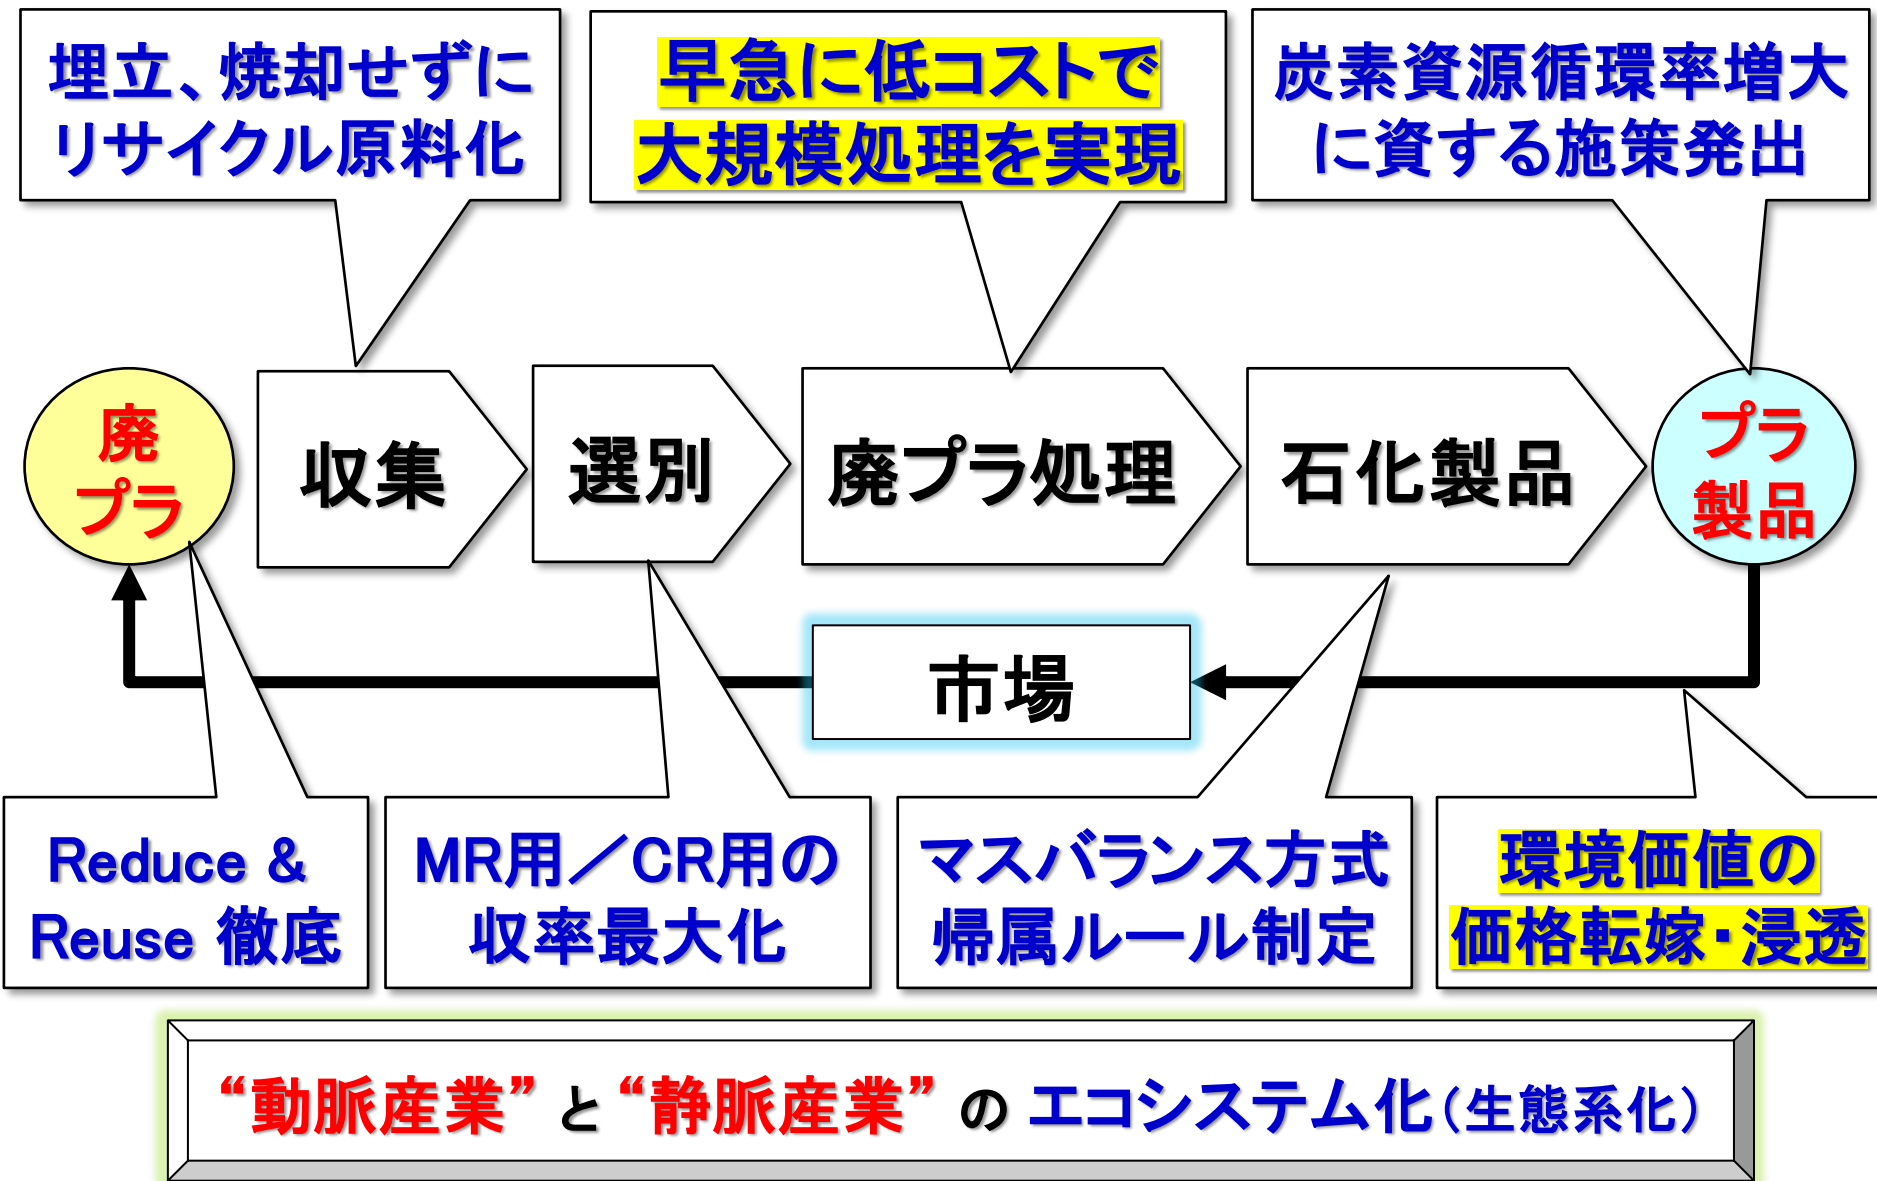 埋立、焼却せずに
リサイクル原料化
早急に低コストで
大規模処理を実現
炭素資源循環率増大
に資する施策発出
廃
プラ
収集
選別
廃プラ処理
石化製品
プラ
製品
市場
Reduce &
Reuse 徹底
MR用／CR用の
収率最大化
マスバランス方式
帰属ルール制定
環境価値の
価格転嫁・浸透
“動脈産業” と “静脈産業” の エコシステム化（生態系化）